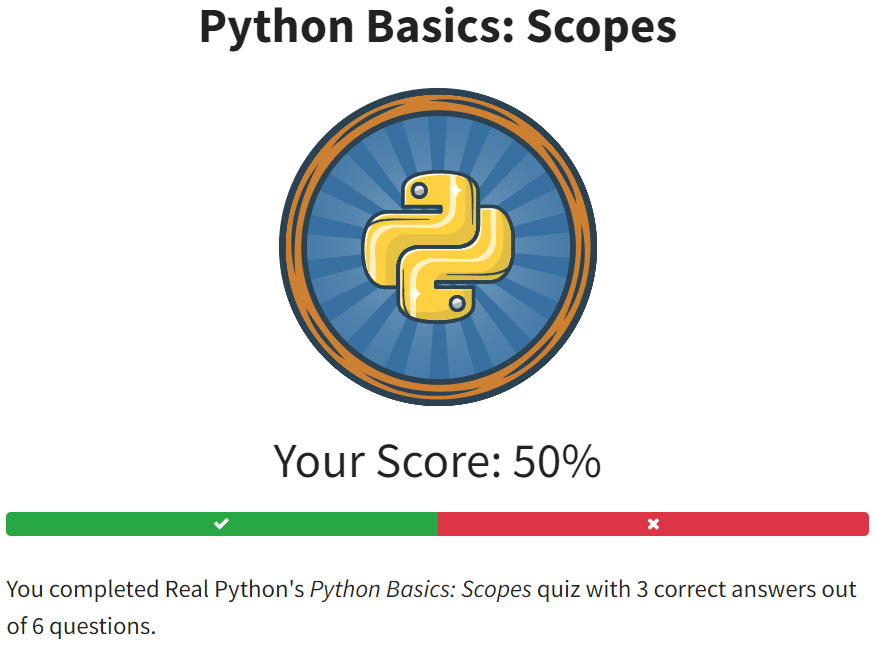 Python Basics: Scopes
Your Score: 50%
You completed Real Python's Python Basics: Scopes quiz with 3 correct answers out
of 6 questions.